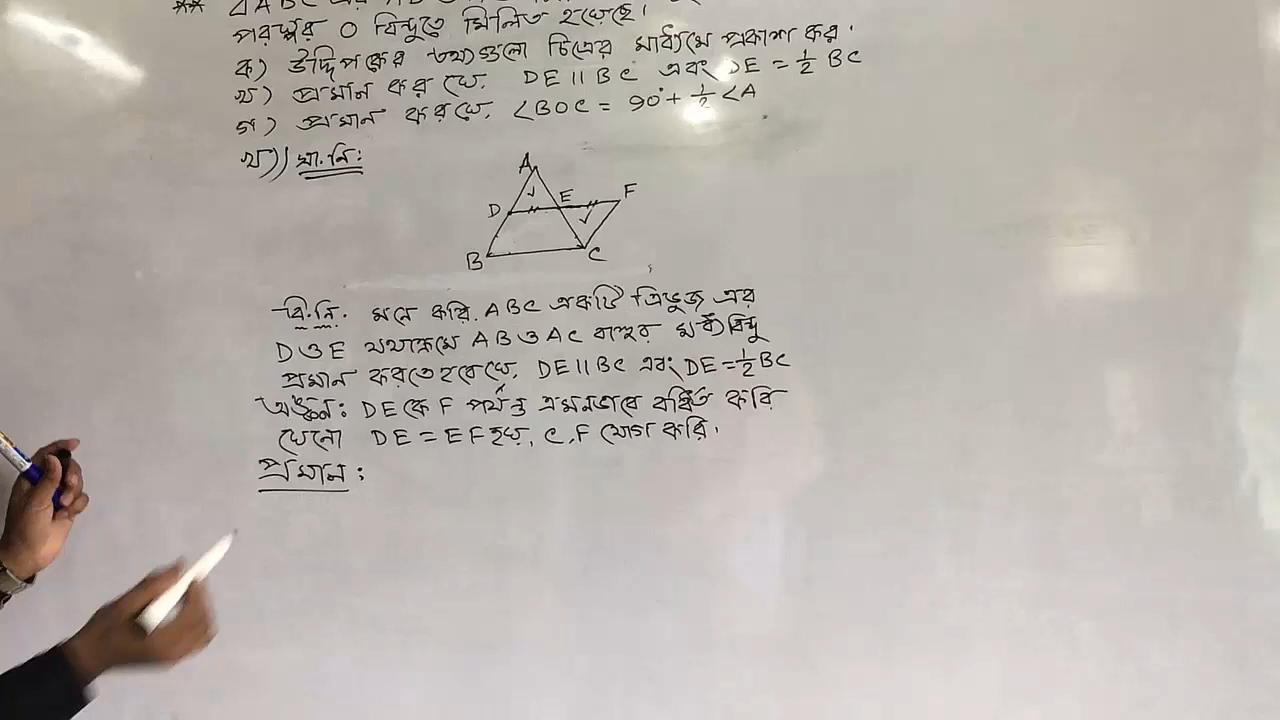 ** △ABC এর
পরস্পর O বিন্দুতে মিলিত হয়েছে।
ক) উদ্দিপকের তথ্যগুলো চিত্রের মাধ্যমে প্রকাশ কর।
খ) প্রমান কর যে, DE || BC এবং DE = 1/2 BC
গ) প্রমান কর যে, ∠BOC = 90° + 1/2 ∠A
খ)) সা.নি:
A
D E F
B C
বি.নি. মনে করি, ABC একটি ত্রিভুজ এর
D ও E যথাক্রমে AB ও AC বাহুর মধ্যবিন্দু
প্রমান করতে হবে যে, DE || BC এবং DE = 1/2 BC
অঙ্কন: DE কে F পর্যন্ত এমনভাবে বর্ধিত করি
যেনো DE = EF হয়, C,F যোগ করি।
প্রমান: